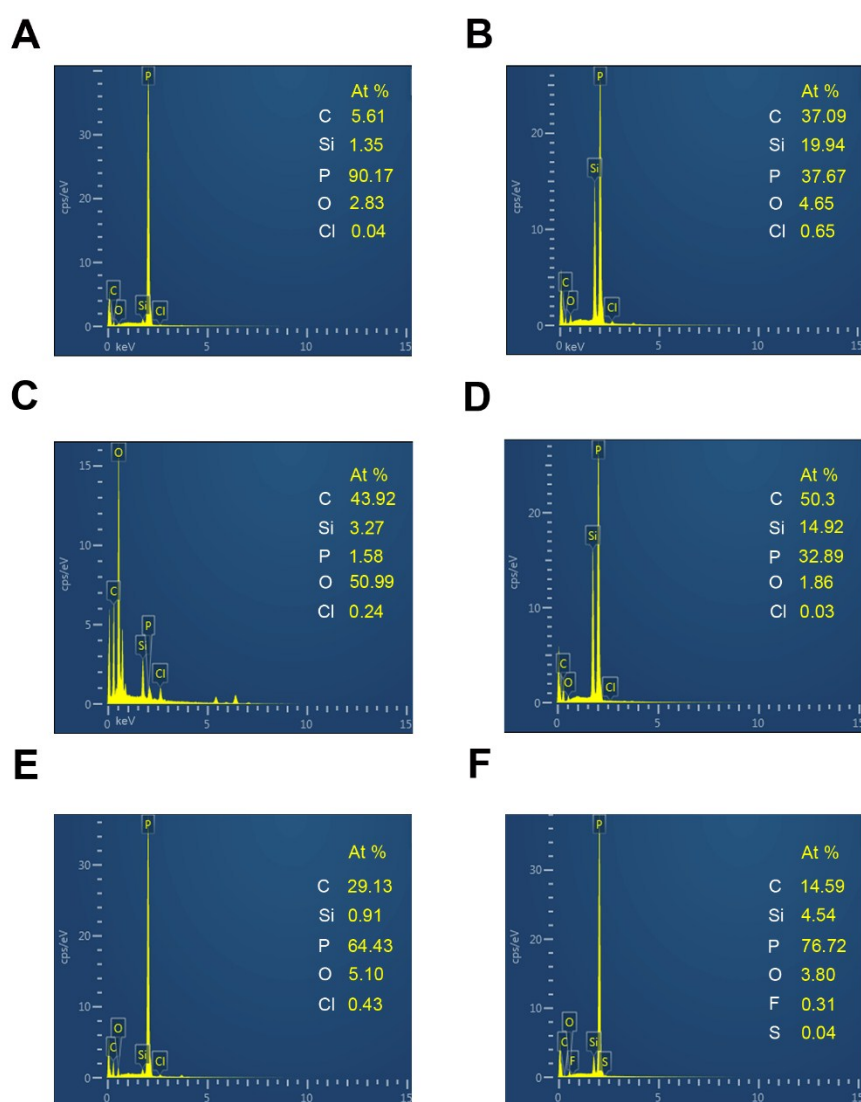 A
B
P
At %
C 5.61
Si 1.35
P 90.17
O 2.83
Cl 0.04
30
20
10
0
cps/eV
C
O
Si
Cl
0 keV 5 10 15
P
At %
C 37.09
Si 19.94
P 37.67
O 4.65
Cl 0.65
Si
20
10
0
cps/eV
C
O
Cl
0 keV 5 10 15
C
D
O
At %
C 43.92
Si 3.27
P 1.58
O 50.99
Cl 0.24
15
10
5
0
cps/eV
C
P
Si
Cl
0 keV 5 10 15
P
At %
C 50.3
Si 14.92
P 32.89
O 1.86
Cl 0.03
Si
20
10
0
cps/eV
C
O
Cl
0 5 10 15
E
F
P
At %
C 29.13
Si 0.91
P 64.43
O 5.10
Cl 0.43
30
20
10
0
cps/eV
O
C
Si
Cl
0 5 10 15
P
At %
C 14.59
Si 4.54
P 76.72
O 3.80
F 0.31
S 0.04
30
20
10
0
cps/eV
O
C
Si
F
S
0 5 10 15